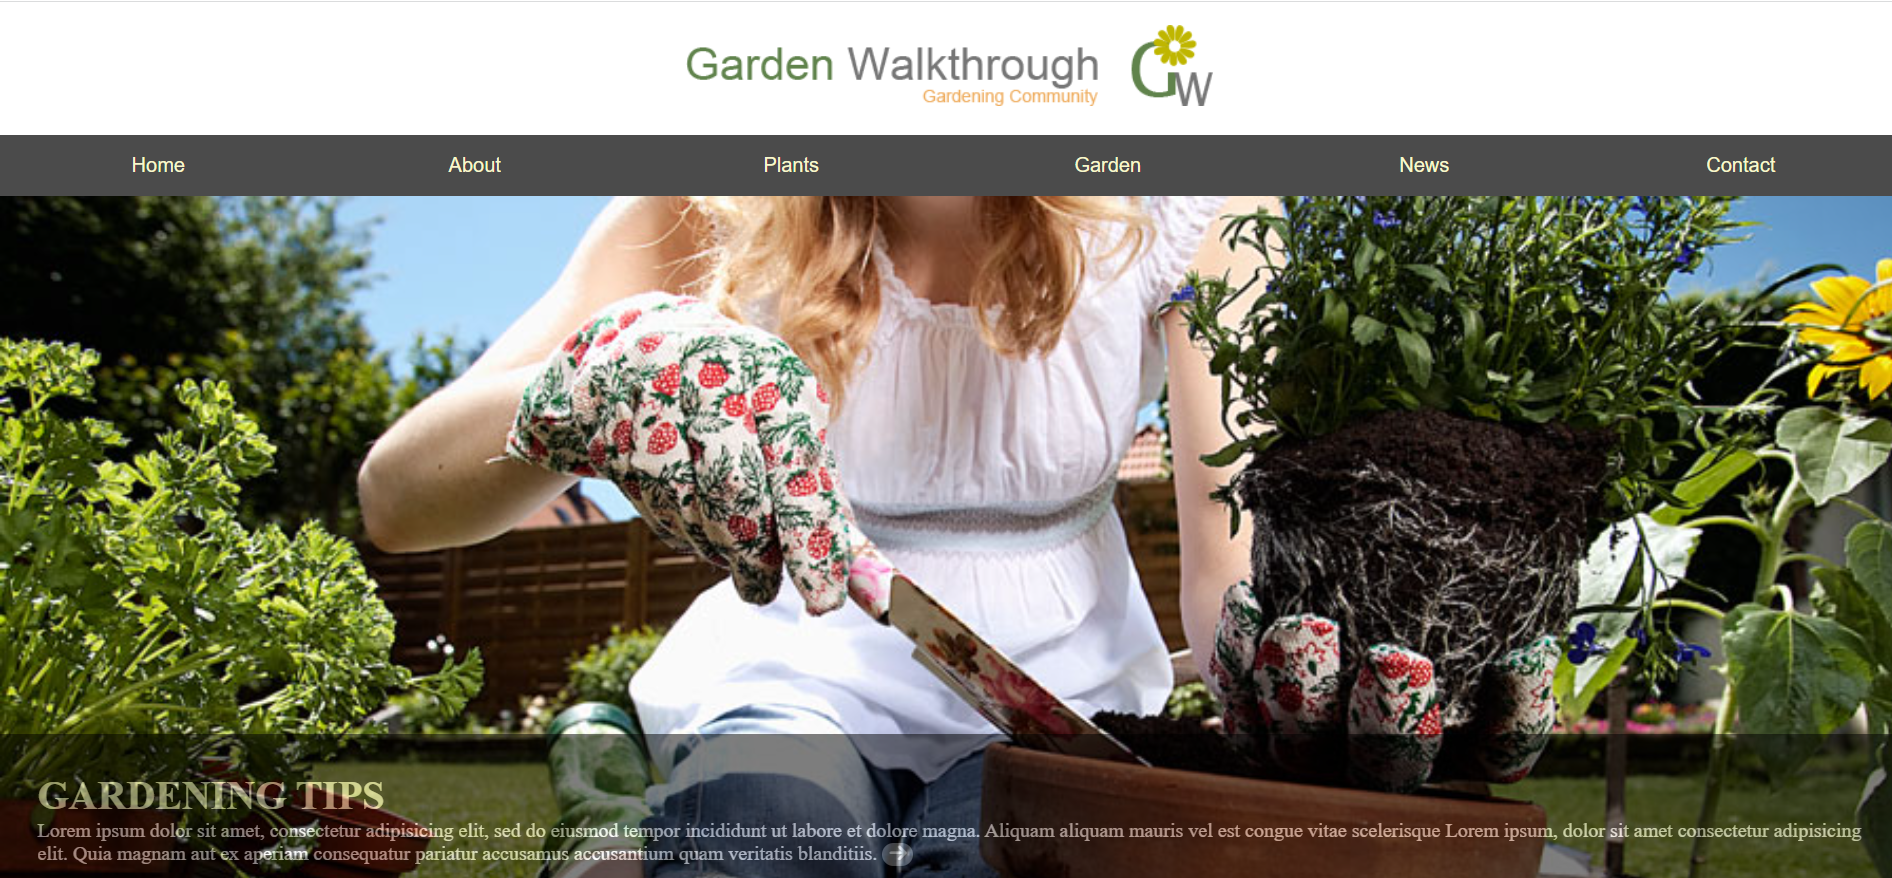 Garden Walkthrough
Gardening Community
GW
Home About Plants Garden News Contact
GARDENING TIPS
Lorem ipsum dolor sit amet, consectetur adipisicing elit, sed do eiusmod tempor incididunt ut labore et dolore magna. Aliquam aliquam mauris vel est congue vitae scelerisque Lorem ipsum, dolor sit amet consectetur adipisicing
elit. Quia magnam aut ex aperiam consequatur pariatur accusamus accusantium quam veritatis blanditiis.